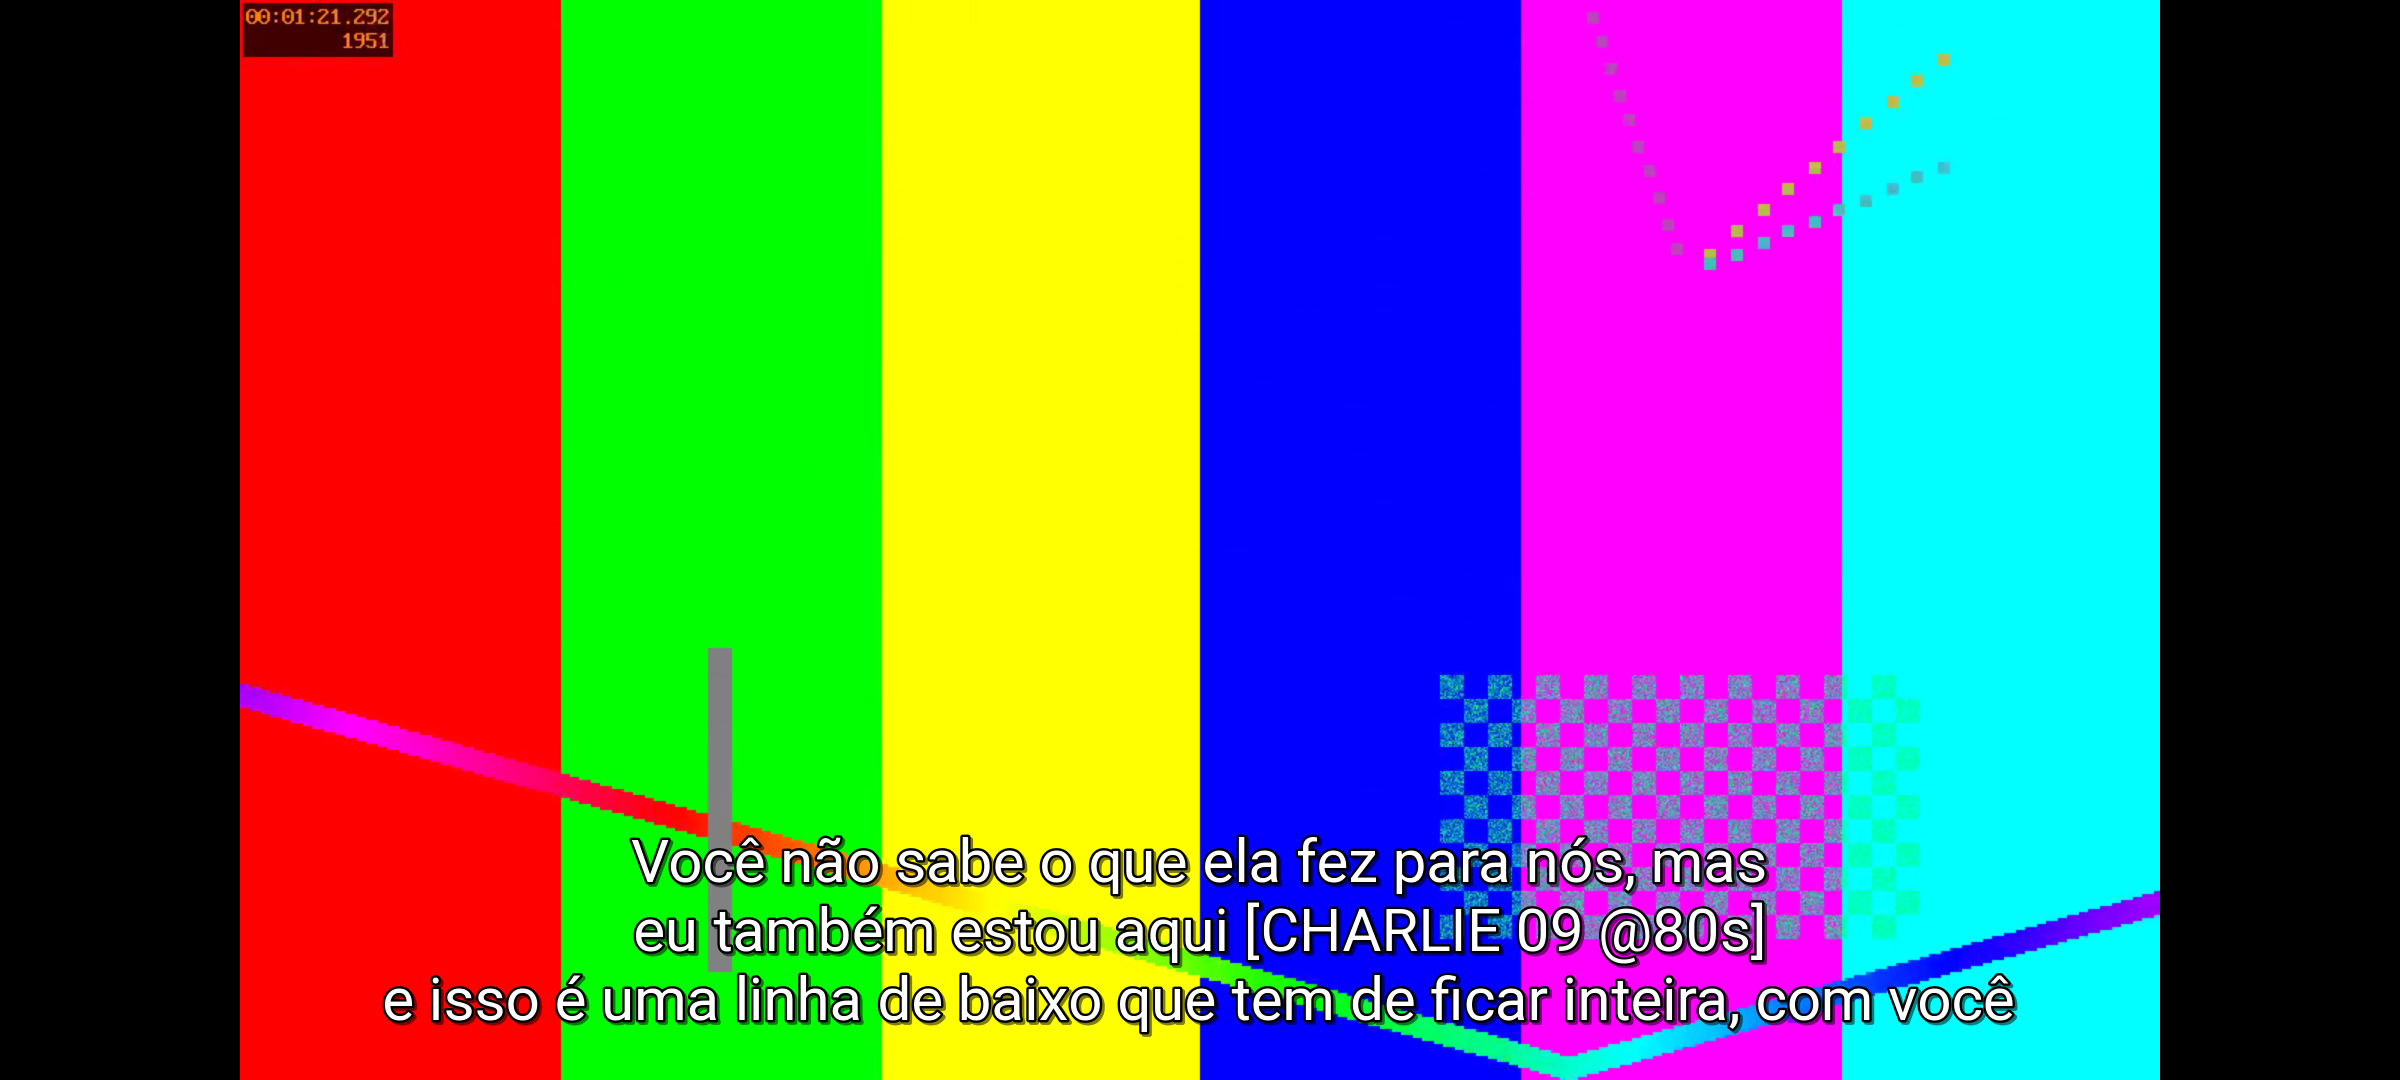 00:01:21.292
1951
Você não sabe o que ela fez para nós, mas
eu também estou aqui [CHARLIE 09 @80s]
e isso é uma linha de baixo que tem de ficar inteira, com você